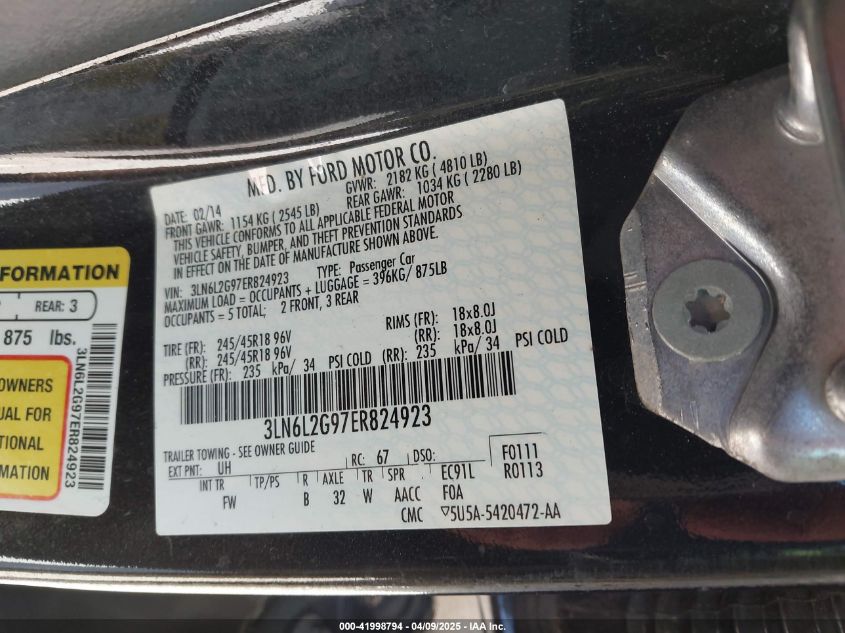 MFD. BY FORD MOTOR CO.
DATE: 02/14 GVWR: 2182 KG ( 4810 LB)
FRONT GAWR: 1154 KG ( 2545 LB) REAR GAWR: 1034 KG ( 2280 LB)
THIS VEHICLE CONFORMS TO ALL APPLICABLE FEDERAL MOTOR
VEHICLE SAFETY, BUMPER, AND THEFT PREVENTION STANDARDS
IN EFFECT ON THE DATE OF MANUFACTURE SHOWN ABOVE.
VIN: 3LN6L2G97ER824923 TYPE: Passenger Car
MAXIMUM LOAD = OCCUPANTS + LUGGAGE = 396KG/ 875LB
OCCUPANTS = 5 TOTAL; 2 FRONT, 3 REAR
TIRE (FR): 245/45R18 96V RIMS (FR): 18x8.0J
(RR): 245/45R18 96V (RR): 18x8.0J
PRESSURE (FR): 235 kPa/ 34 PSI COLD (RR): 235 kPa/ 34 PSI COLD
3LN6L2G97ER824923
TRAILER TOWING - SEE OWNER GUIDE
EXT PNT: UH RC: 67 DSO: F0111
R0113
INT TR TP/PS R AXLE TR SPR EC91L
FW B 32 W AACC FOA
CMC ▽5U5A-5420472-AA
FORMATION
REAR: 3
875 lbs.
OWNERS
UAL FOR
TIONAL
ATION
3LN6L2G97ER824923
000-41998794 | 04/09/2025 - IAA, Inc.